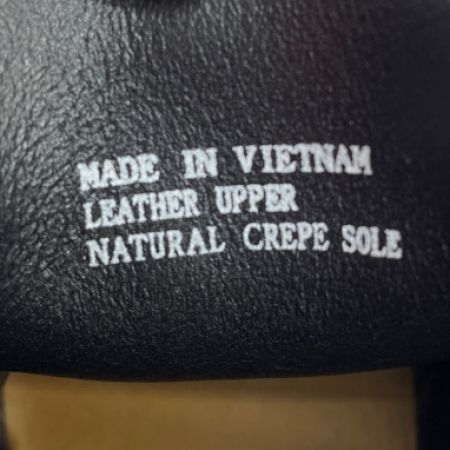 MADE IN VIETNAM
LEATHER UPPER
NATURAL CREPE SOLE